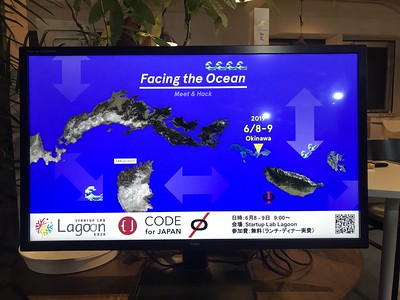 Facing the Ocean
Meet & Hack
2019
6/8-9
Okinawa
STARTUP LAB
Lagoon
KOZA
CODE
for JAPAN
日時:6月8-9日 9:00〜
会場:Startup Lab Lagoon
参加費:無料(ランチ・ディナー実費)